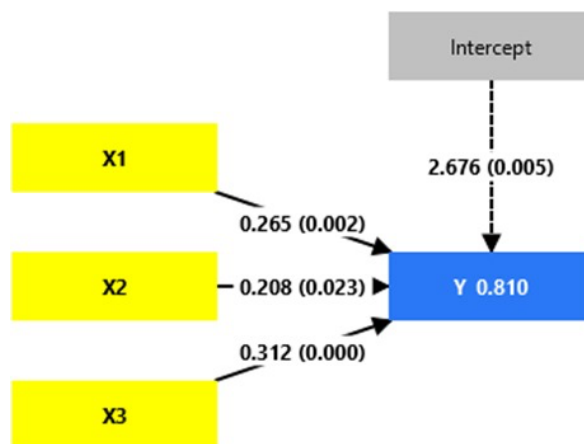 Intercept
2.676 (0.005)
X1
0.265 (0.002)
X2
0.208 (0.023)
Y 0.810
0.312 (0.000)
X3